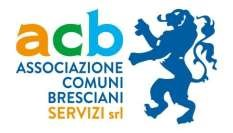 acb
ASSOCIAZIONE
COMUNI
BRESCIANI
SERVIZI srl